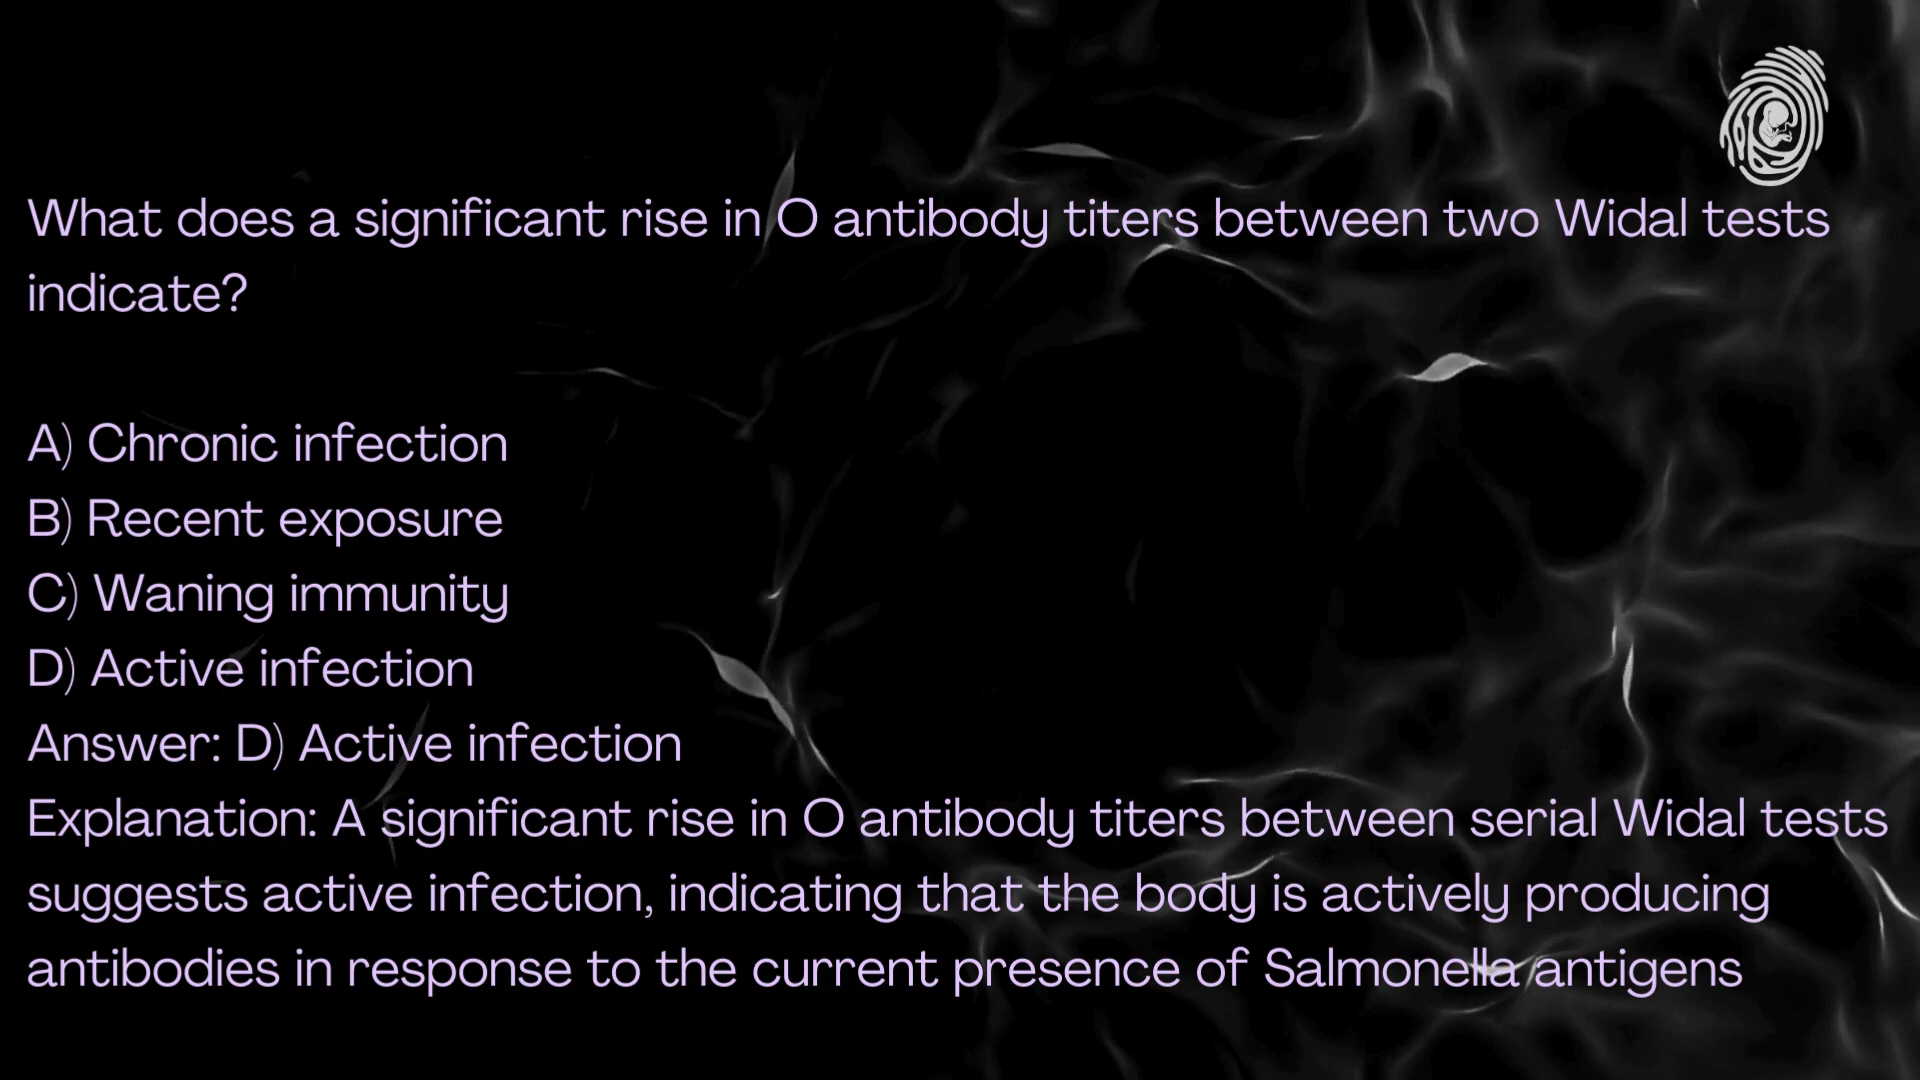 What does a significant rise in O antibody titers between two Widal tests
indicate?
A) Chronic infection
B) Recent exposure
C) Waning immunity
D) Active infection
Answer: D) Active infection
Explanation: A significant rise in O antibody titers between serial Widal tests
suggests active infection, indicating that the body is actively producing
antibodies in response to the current presence of Salmonella antigens